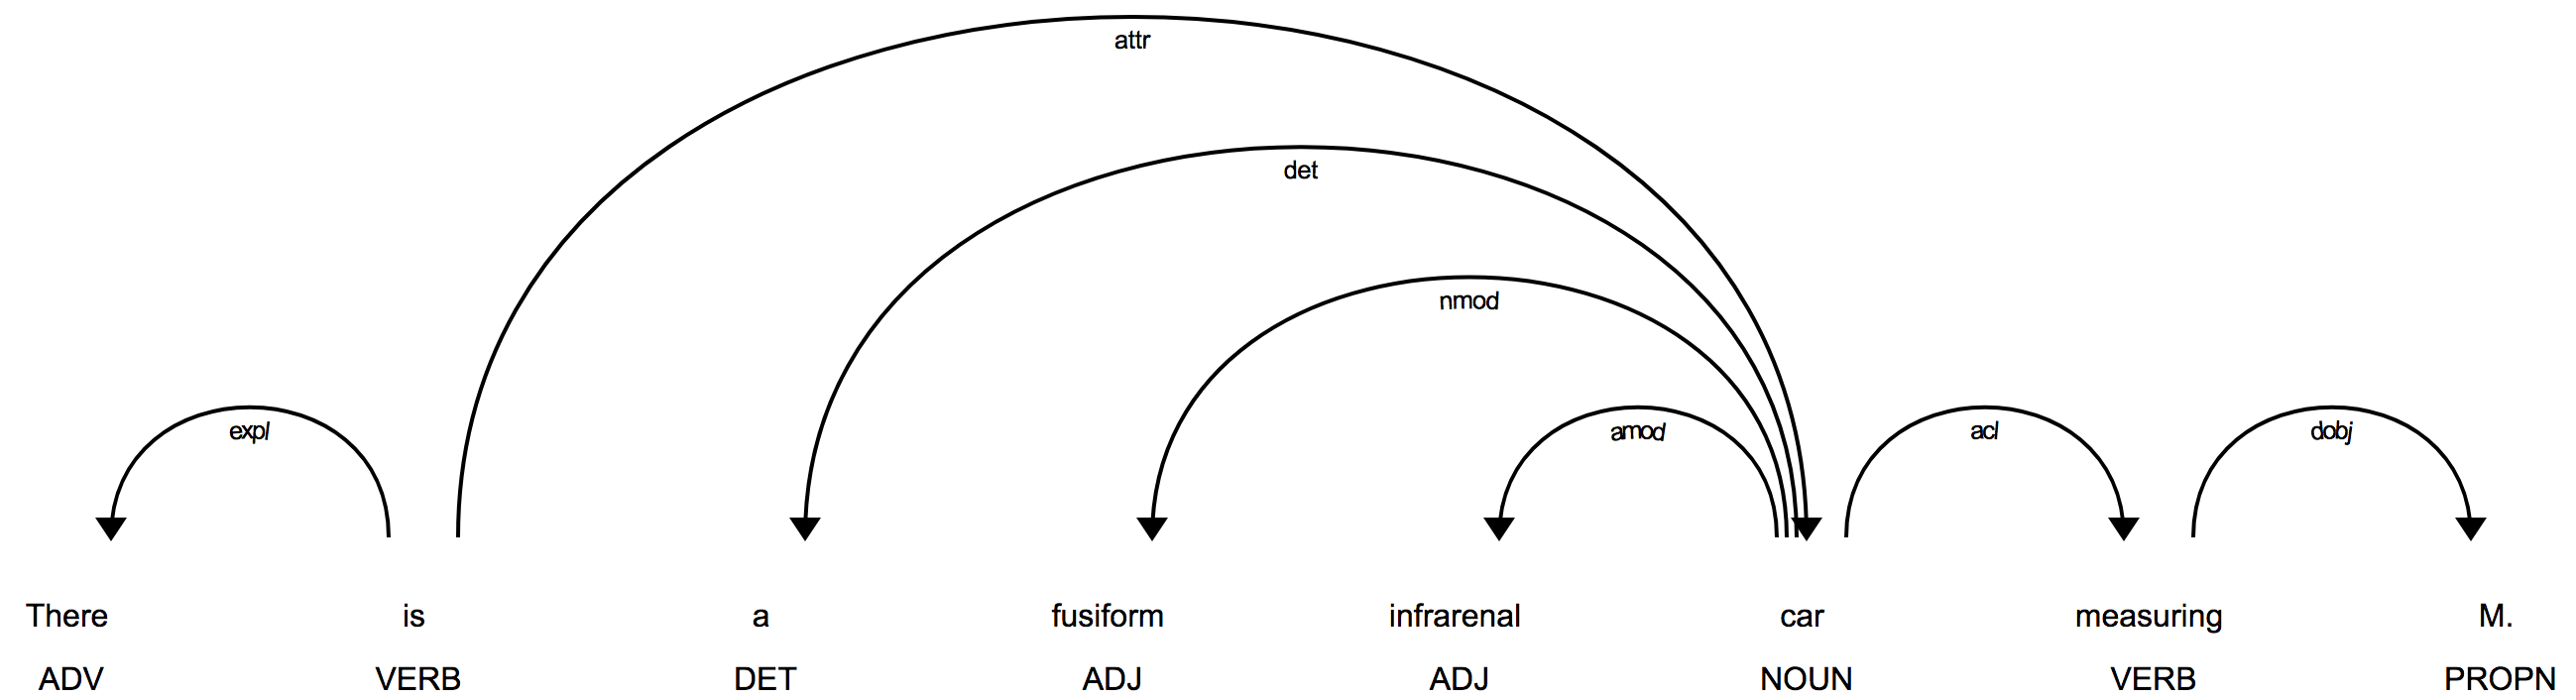 attr
det
nmod
expl amod acl dobj
There is a fusiform infrarenal car measuring M.
ADV VERB DET ADJ ADJ NOUN VERB PROPN